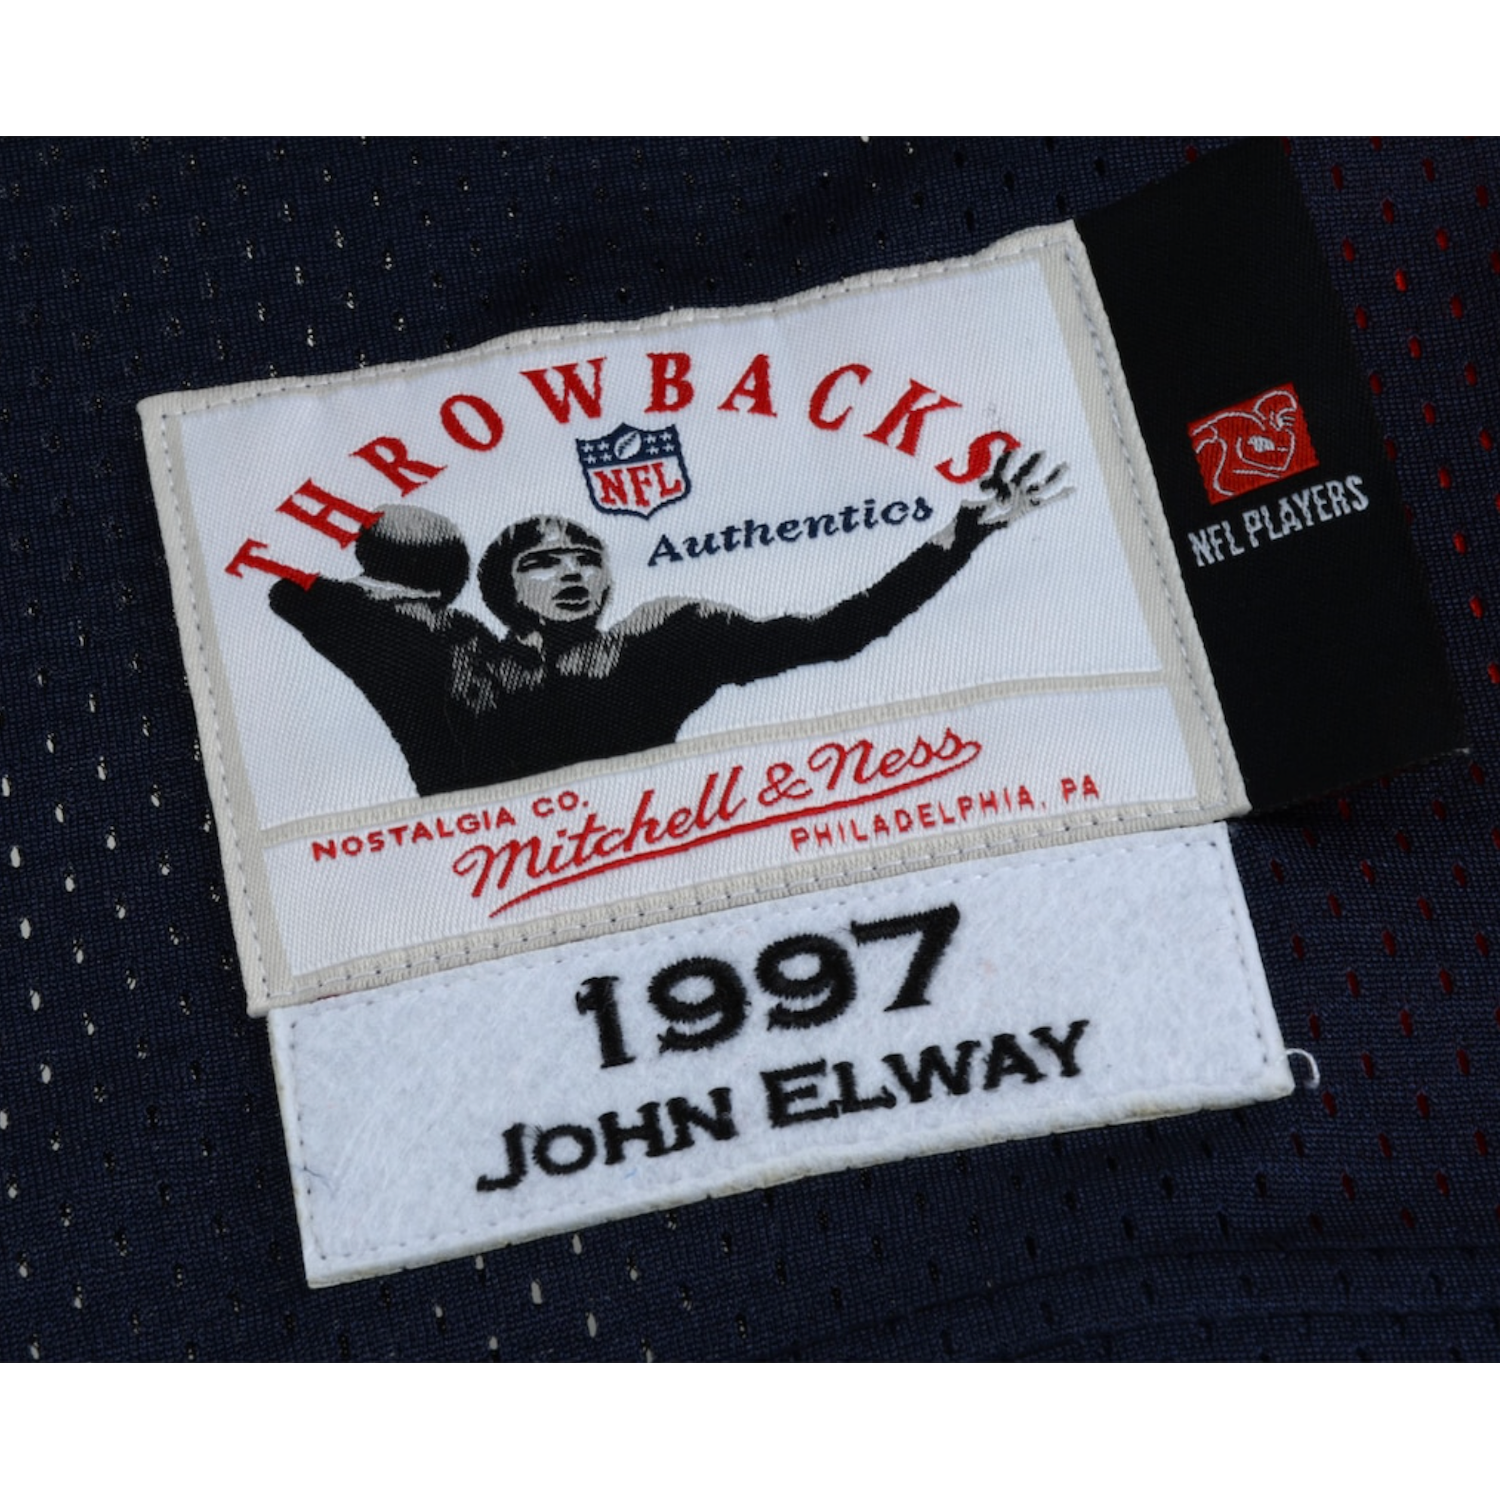 THROWBACKS
NFL
Authentics
NOSTALGIA CO.
Mitchell & Ness
PHILADELPHIA, PA
NFL PLAYERS
1997
JOHN ELWAY